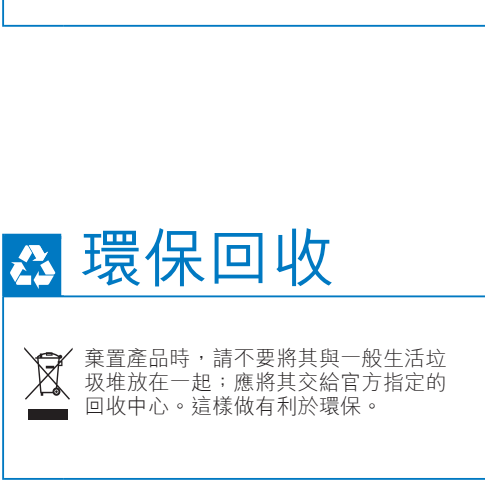 環保回收
棄置產品時，請不要將其與一般生活垃
圾堆放在一起；應將其交給官方指定的
回收中心。這樣做有利於環保。